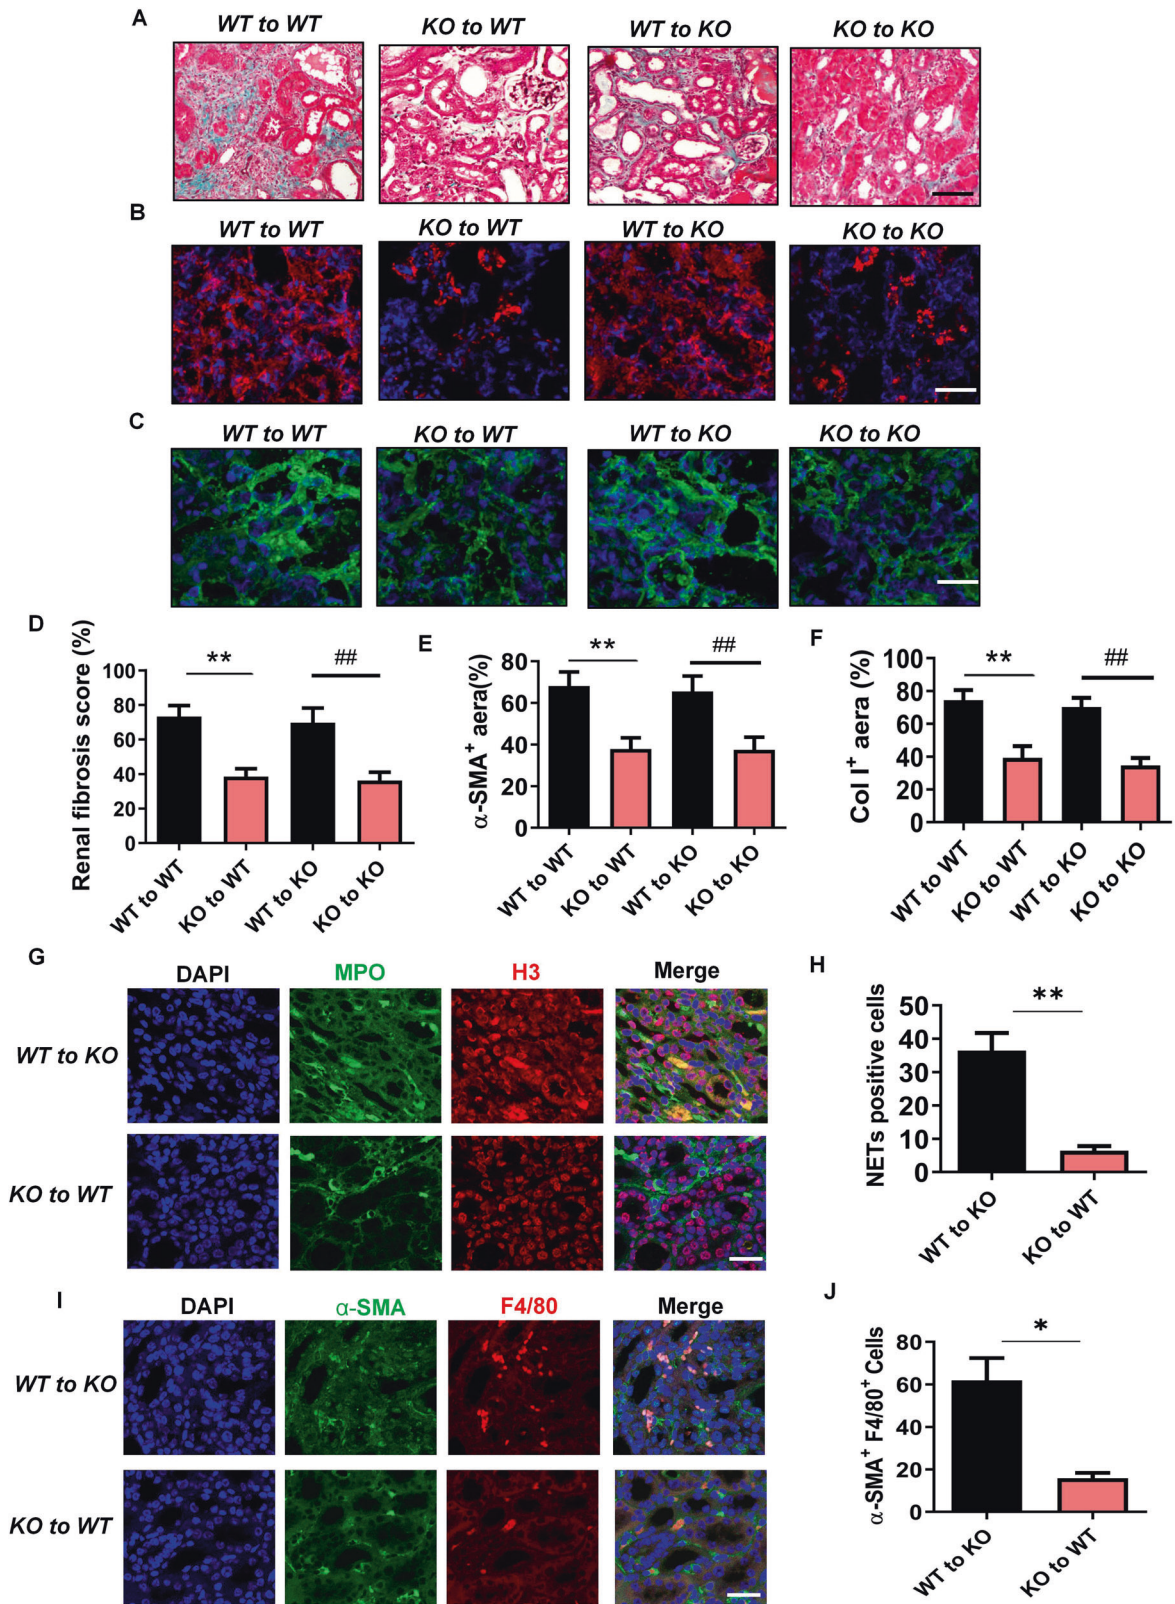 A
WT to WT
KO to WT
WT to KO
KO to KO
B
WT to WT
KO to WT
WT to KO
KO to KO
C
WT to WT
KO to WT
WT to KO
KO to KO
D
Renal fibrosis score (%)
100
80
60
40
20
0
**
##
WT to WT
KO to WT
WT to KO
KO to KO
E
α-SMA⁺ aera(%)
80
60
40
20
0
**
##
WT to WT
KO to WT
WT to KO
KO to KO
F
Col I⁺ aera (%)
100
80
60
40
20
0
**
##
WT to WT
KO to WT
WT to KO
KO to KO
G
DAPI
MPO
H3
Merge
WT to KO
KO to WT
H
NETs positive cells
50
40
30
20
10
0
**
WT to KO
KO to WT
I
DAPI
α-SMA
F4/80
Merge
WT to KO
KO to WT
J
α-SMA⁺ F4/80⁺ Cells
80
60
40
20
0
*
WT to KO
KO to WT